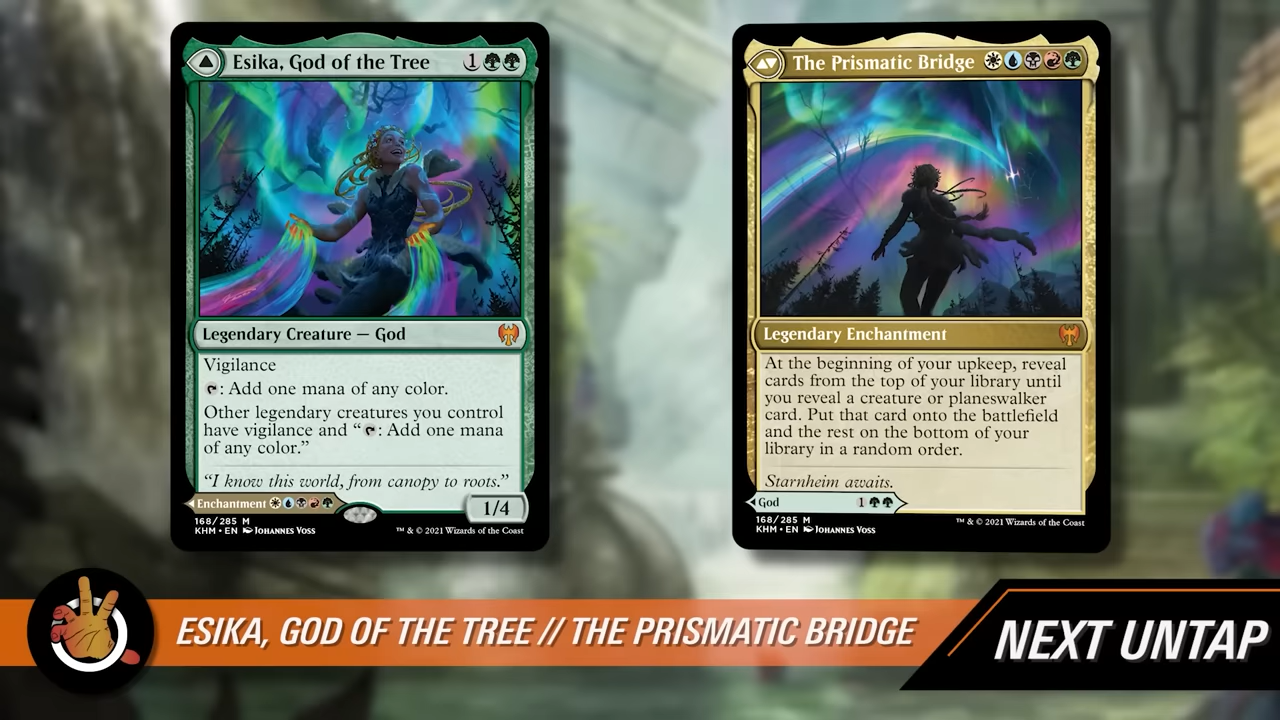 Esika, God of the Tree 1
Legendary Creature — God
Vigilance
: Add one mana of any color.
Other legendary creatures you control
have vigilance and “: Add one mana
of any color.”
“I know this world, from canopy to roots.”
Enchantment
1/4
168/285 M
KHM • EN JOHANNES VOSS
™ & © 2021 Wizards of the Coast
The Prismatic Bridge
Legendary Enchantment
At the beginning of your upkeep, reveal
cards from the top of your library until
you reveal a creature or planeswalker
card. Put that card onto the battlefield
and the rest on the bottom of your
library in a random order.
Starnheim awaits.
God 1
168/285 M
KHM • EN JOHANNES VOSS
™ & © 2021 Wizards of the Coast
ESIKA, GOD OF THE TREE // THE PRISMATIC BRIDGE
NEXT UNTAP